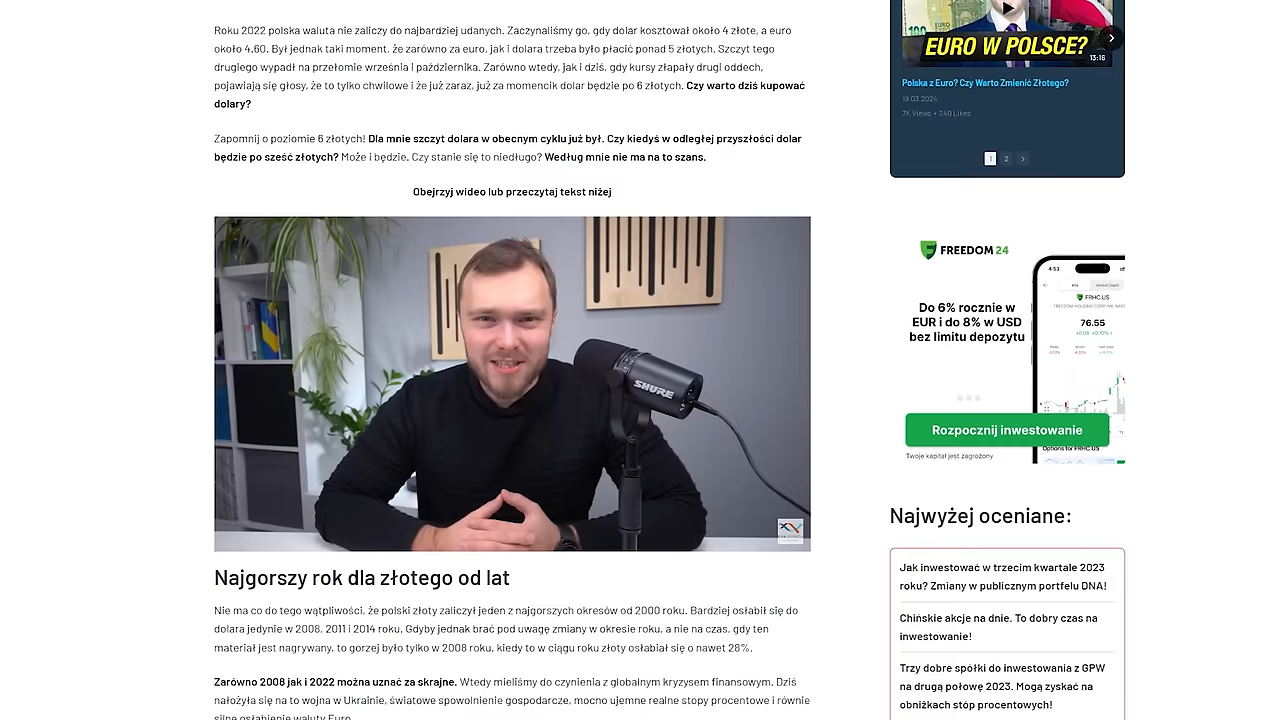 Roku 2022 polska waluta nie zaliczy do najbardziej udanych. Zaczynaliśmy go, gdy dolar kosztował około 4 złote, a euro
około 4,60. Był jednak taki moment, że zarówno za euro, jak i dolara trzeba było płacić ponad 5 złotych. Szczyt tego
drugiego wypadł na przełomie września i października. Zarówno wtedy, jak i dziś, gdy kursy złapały drugi oddech,
pojawiają się głosy, że to tylko chwilowe i że już zaraz, już za momencik dolar będzie po 6 złotych. Czy warto dziś kupować
dolary?
Zapomnij o poziomie 6 złotych! Dla mnie szczyt dolara w obecnym cyklu już był. Czy kiedyś w odległej przyszłości dolar
będzie po sześć złotych? Może i będzie. Czy stanie się to niedługo? Według mnie nie ma na to szans.
Obejrzyj wideo lub przeczytaj tekst niżej
SHURE
Najgorszy rok dla złotego od lat
Nie ma co do tego wątpliwości, że polski złoty zaliczył jeden z najgorszych okresów od 2000 roku. Bardziej osłabił się do
dolara jedynie w 2008, 2011 i 2014 roku. Gdyby jednak brać pod uwagę zmiany w okresie roku, a nie na czas, gdy ten
materiał jest nagrywany, to gorzej było tylko w 2008 roku, kiedy to w ciągu roku złoty osłabiał się o nawet 28%.
Zarówno 2008 jak i 2022 można uznać za skrajne. Wtedy mieliśmy do czynienia z globalnym kryzysem finansowym. Dziś
nałożyła się na to wojna w Ukrainie, światowe spowolnienie gospodarcze, mocno ujemne realne stopy procentowe i równie
silne osłabienie waluty Euro.
EURO W POLSCE?
13:16
Polska z Euro? Czy Warto Zmienić Złotego?
19.03.2024
7K Views • 240 Likes
1 2
FREEDOM 24
Do 6% rocznie w
EUR i do 8% w USD
bez limitu depozytu
4:53
FRHC.US
76.55
Rozpocznij inwestowanie
Options for FRHC.US
Twoje kapitał jest zagrożony
Najwyżej oceniane:
Jak inwestować w trzecim kwartale 2023
roku? Zmiany w publicznym portfelu DNA!
Chińskie akcje na dnie. To dobry czas na
inwestowanie!
Trzy dobre spółki do inwestowania z GPW
na drugą połowę 2023. Mogą zyskać na
obniżkach stóp procentowych!